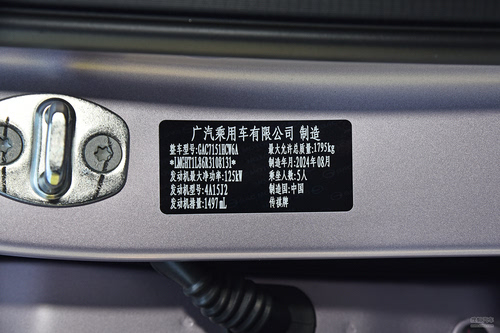 广汽乘用车有限公司 制造
整车型号:GAC7151HCW6A 最大允许总质量:1795kg
*LMGHT1L86R3108131* 制造年月:2024年08月
发动机最大净功率:125kW 乘坐人数:5人
发动机型号:4A15J2 制造国:中国
发动机排量:1497mL 传祺牌